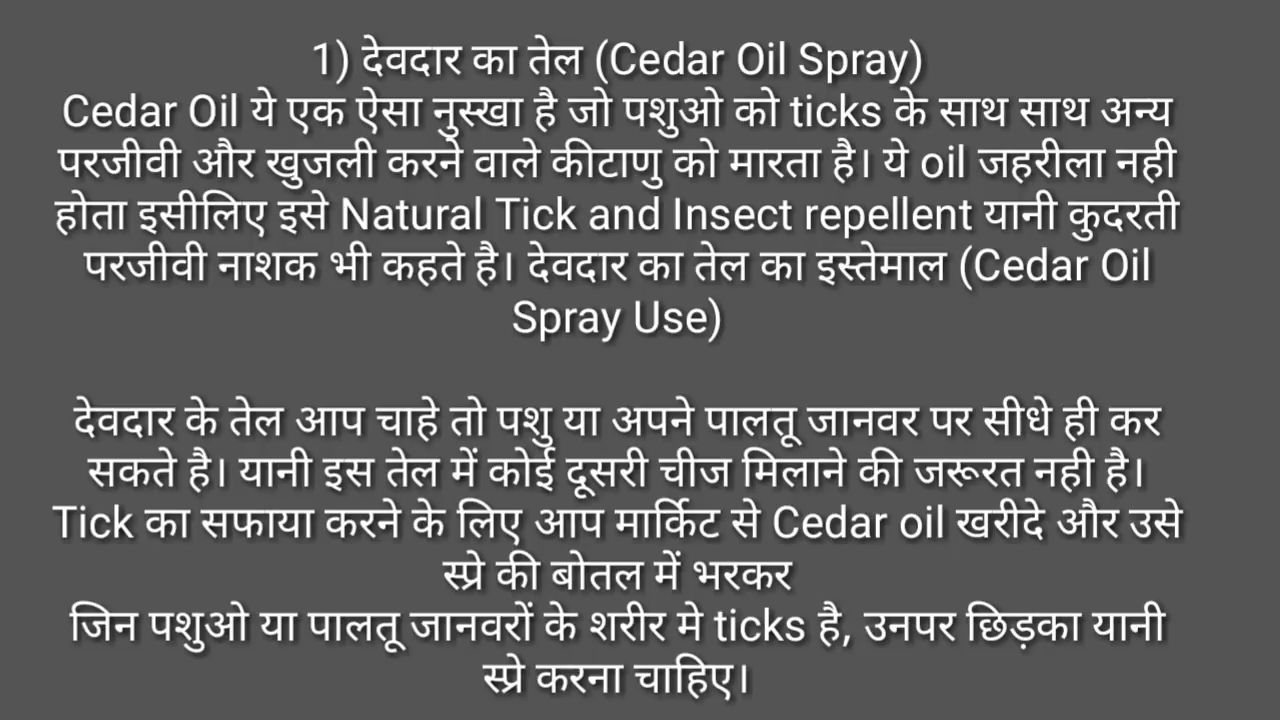 1) देवदार का तेल (Cedar Oil Spray)
Cedar Oil ये एक ऐसा नुस्खा है जो पशुओ को ticks के साथ साथ अन्य
परजीवी और खुजली करने वाले कीटाणु को मारता है। ये oil जहरीला नही
होता इसीलिए इसे Natural Tick and Insect repellent यानी कुदरती
परजीवी नाशक भी कहते है। देवदार का तेल का इस्तेमाल (Cedar Oil
Spray Use)
देवदार के तेल आप चाहे तो पशु या अपने पालतू जानवर पर सीधे ही कर
सकते है। यानी इस तेल में कोई दूसरी चीज मिलाने की जरूरत नही है।
Tick का सफाया करने के लिए आप मार्किट से Cedar oil खरीदे और उसे
स्प्रे की बोतल में भरकर
जिन पशुओ या पालतू जानवरों के शरीर मे ticks है, उनपर छिड़का यानी
स्प्रे करना चाहिए।